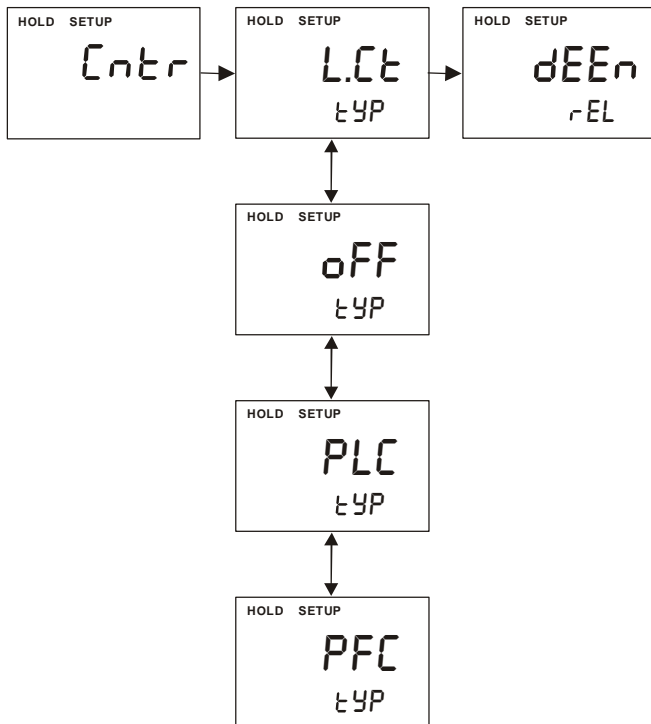 HOLD SETUP
Cntr
HOLD SETUP
L.Ct
tYP
HOLD SETUP
dEEn
rEL
HOLD SETUP
oFF
tYP
HOLD SETUP
PLC
tYP
HOLD SETUP
PFC
tYP